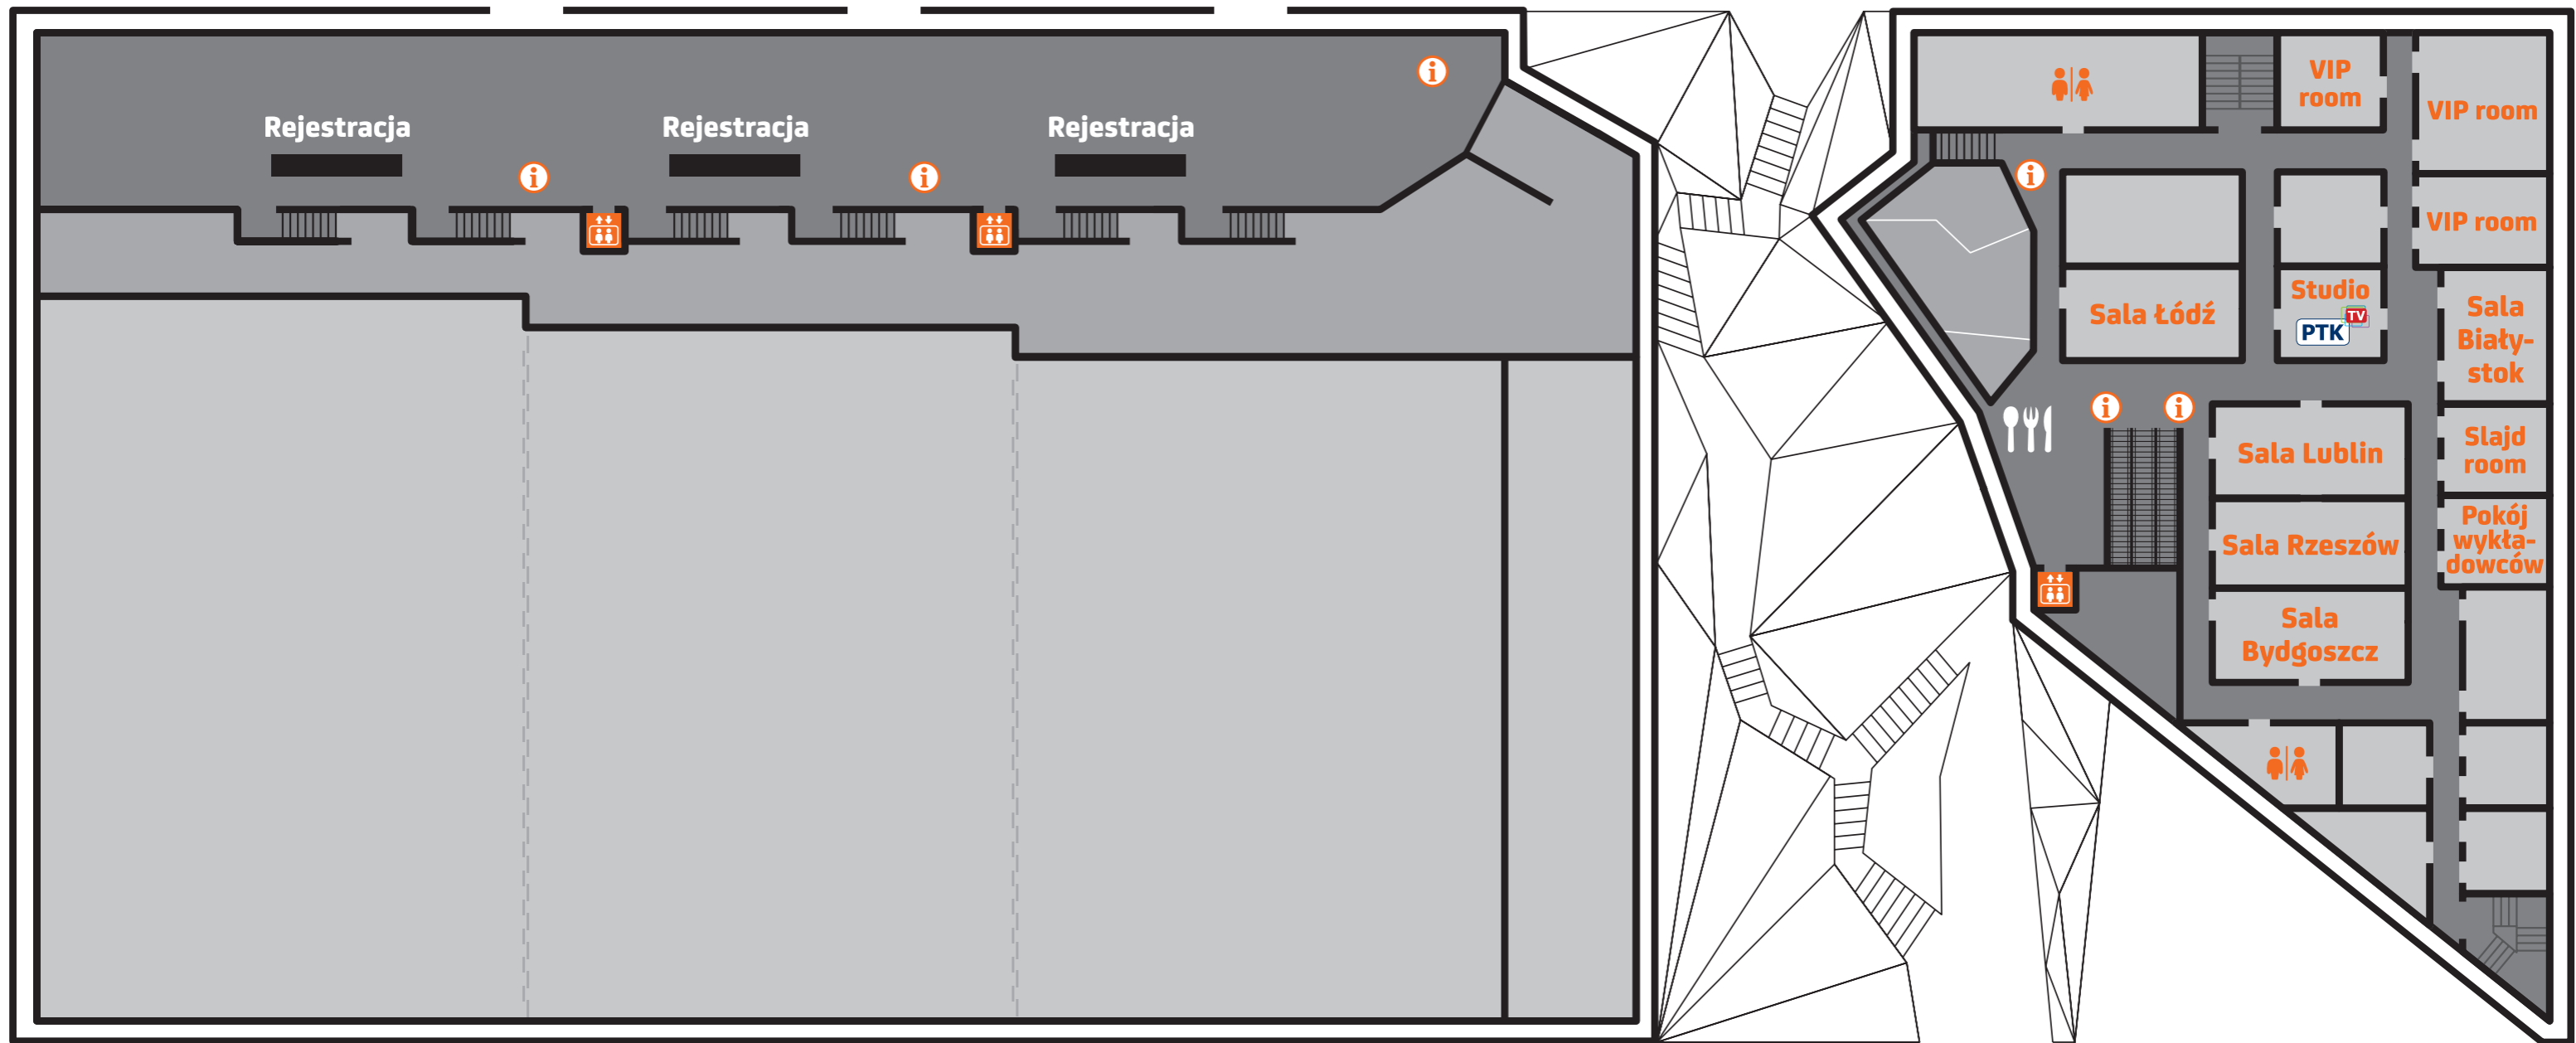 Rejestracja
Rejestracja
Rejestracja
i
i
i
VIP
room
VIP room
VIP room
i
Sala Łódź
Studio
PTK
TV
Sala
Biały-
stok
i
i
Sala Lublin
Slajd
room
Sala Rzeszów
Pokój
wykła-
dowców
Sala
Bydgoszcz